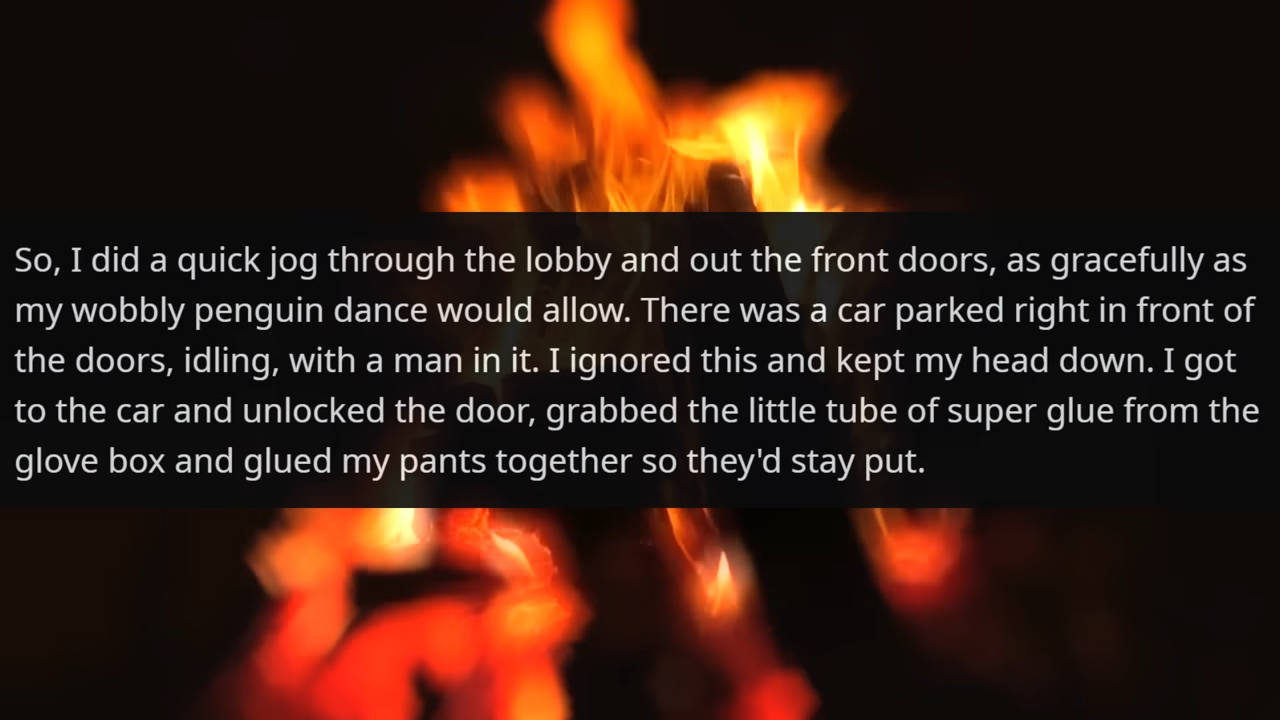 So, I did a quick jog through the lobby and out the front doors, as gracefully as
my wobbly penguin dance would allow. There was a car parked right in front of
the doors, idling, with a man in it. I ignored this and kept my head down. I got
to the car and unlocked the door, grabbed the little tube of super glue from the
glove box and glued my pants together so they'd stay put.